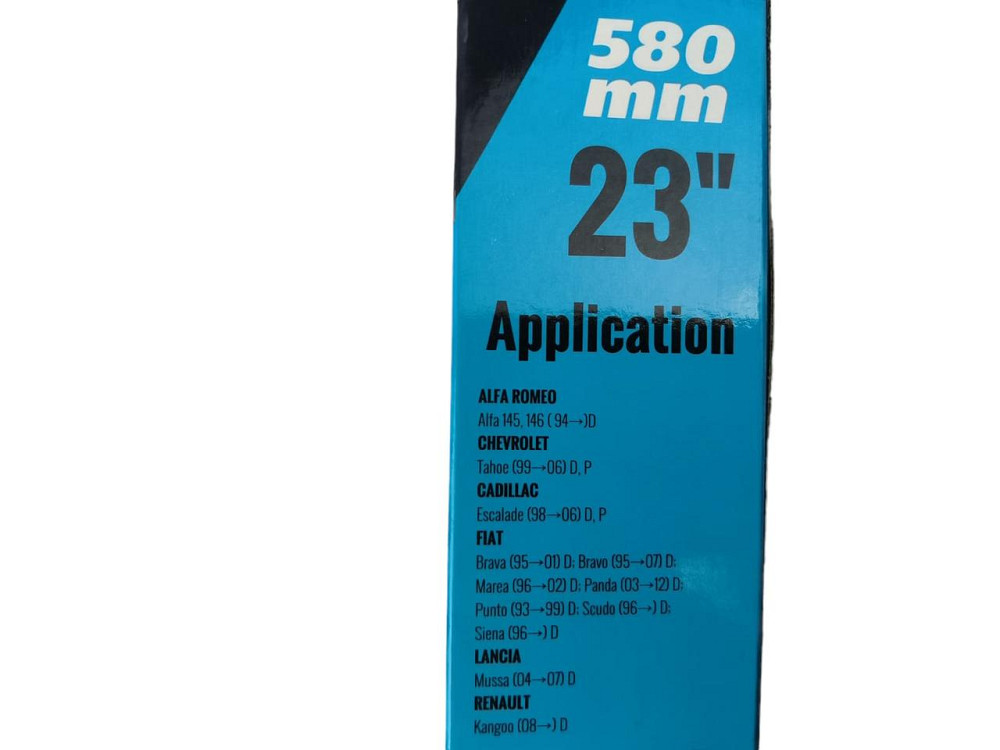 580
mm
23"
Application
ALFA ROMEO
Alfa 145, 146 ( 94→)D
CHEVROLET
Tahoe (99→06) D, P
CADILLAC
Escalade (98→06) D, P
FIAT
Brava (95→01) D; Bravo (95→07) D;
Marea (96→02) D; Panda (03→12) D;
Punto (93→99) D; Scudo (96→) D;
Siena (96→) D
LANCIA
Mussa (04→07) D
RENAULT
Kangoo (08→) D